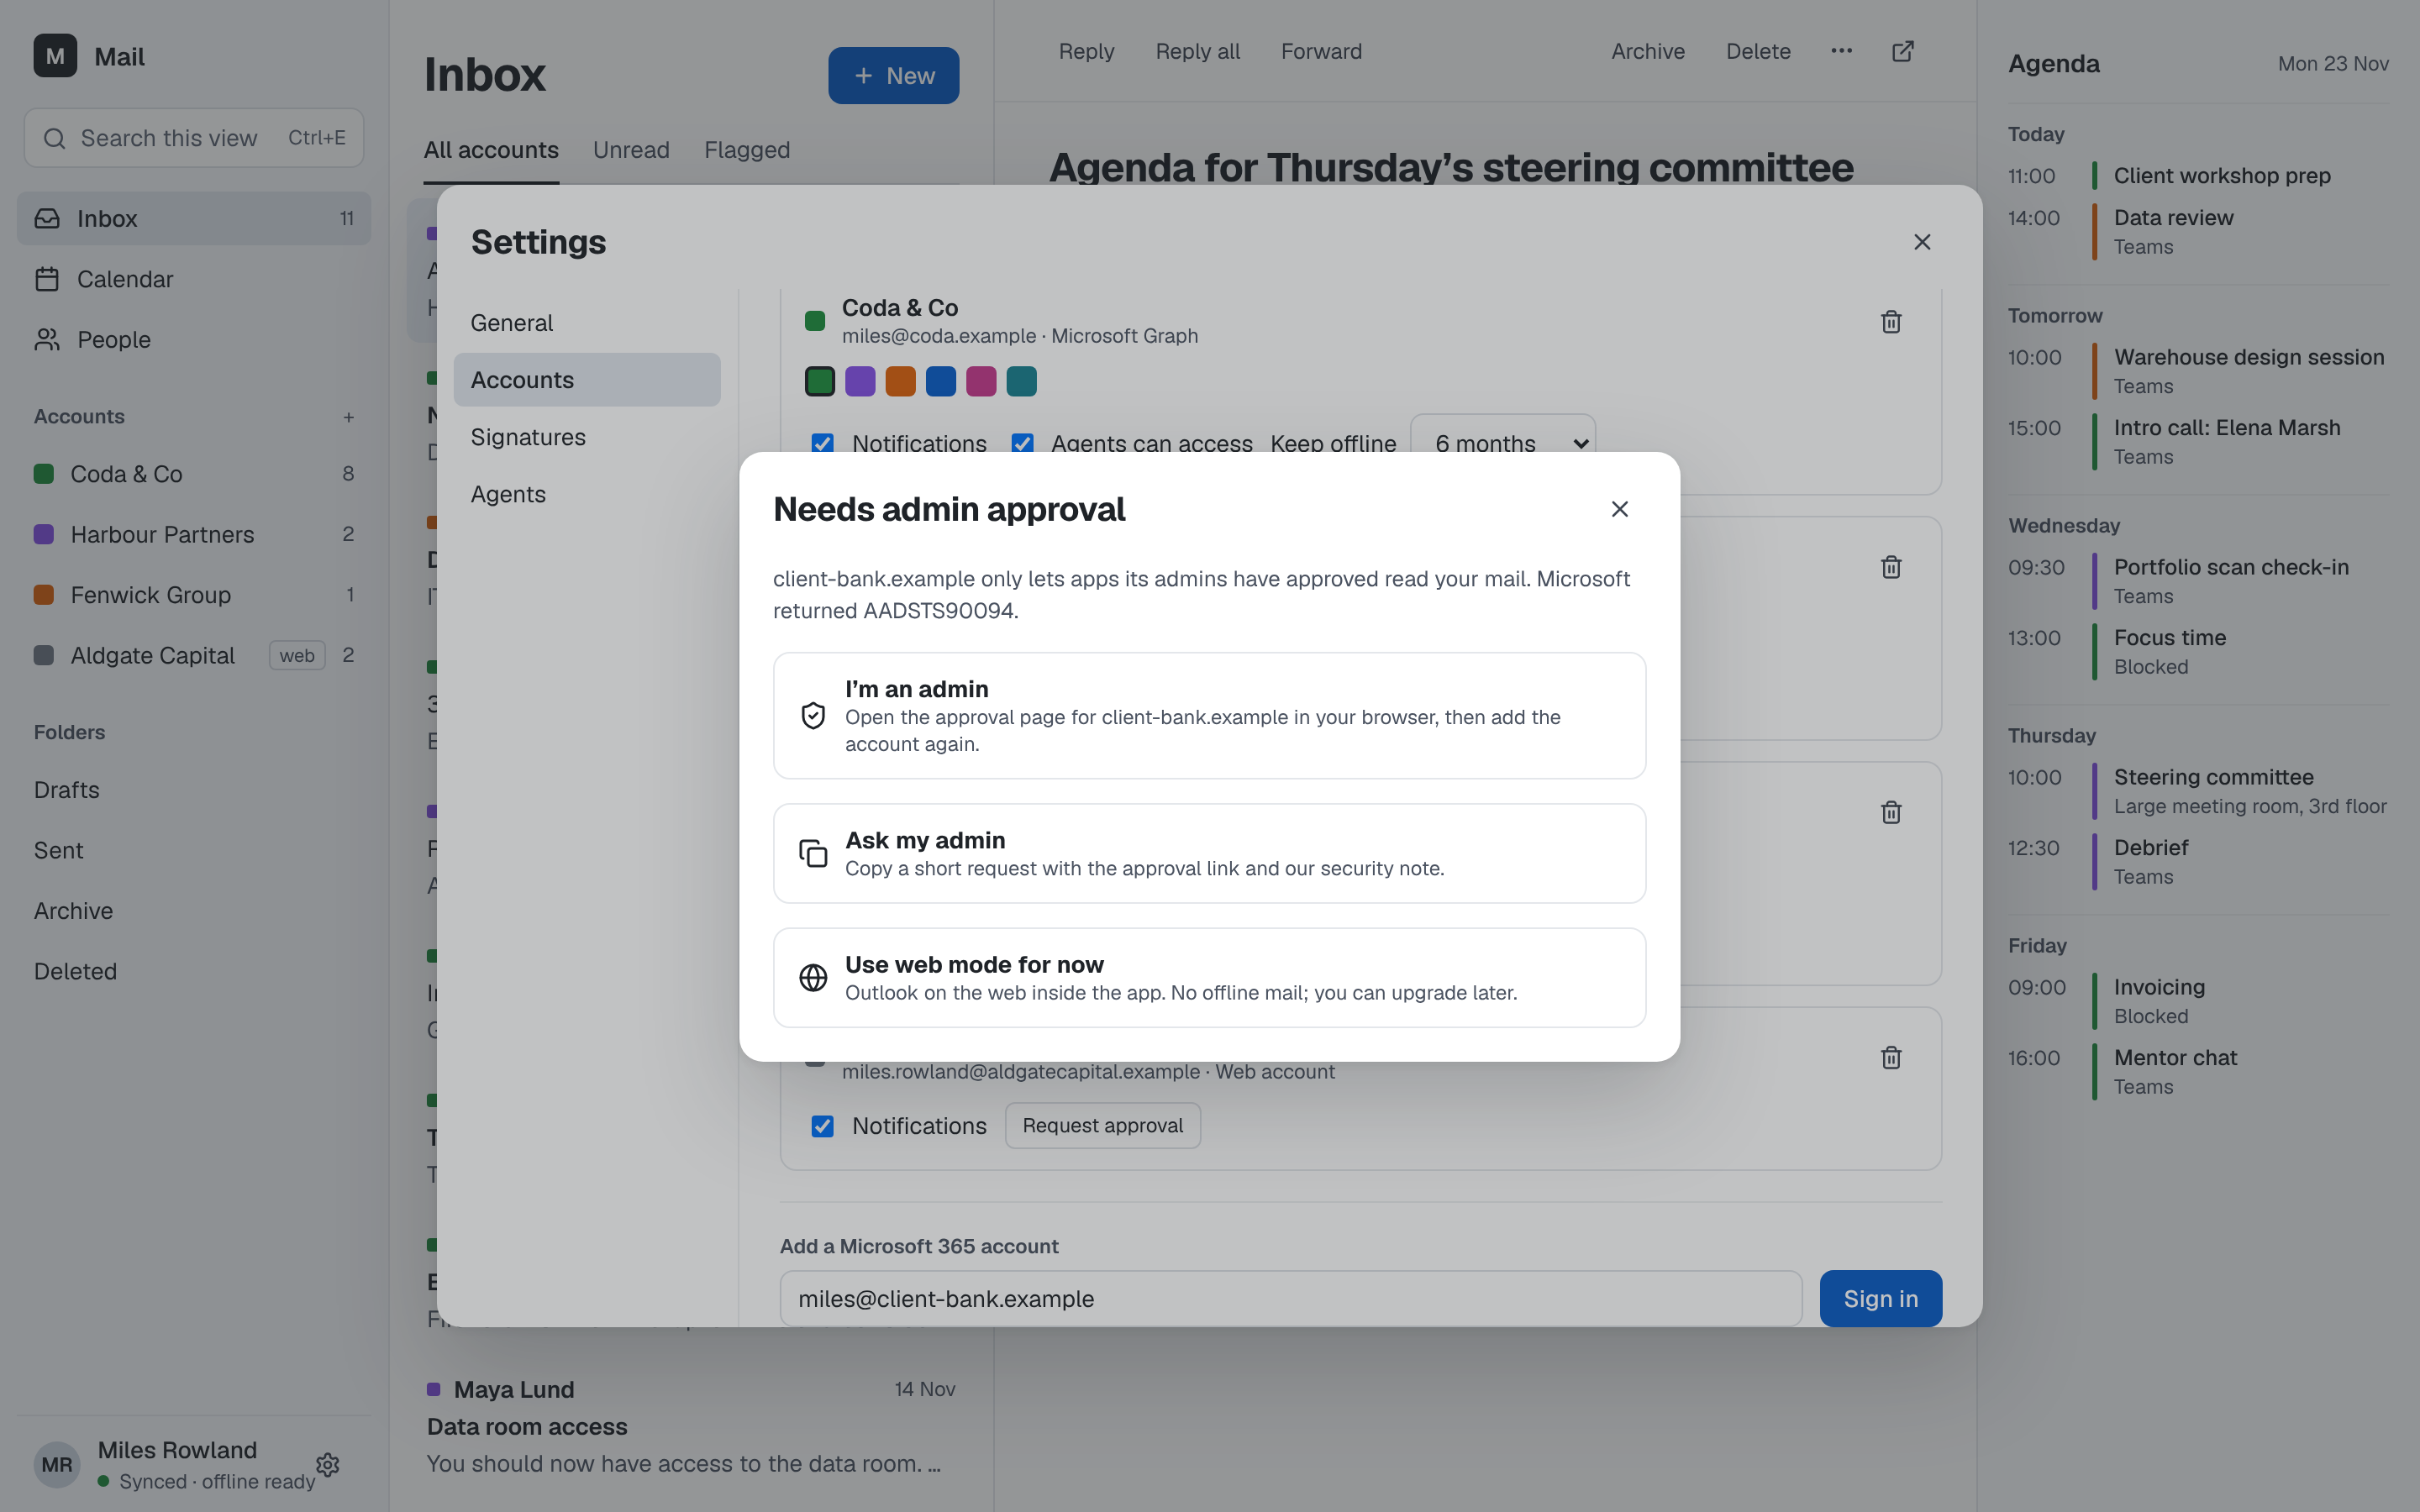 M Mail
Search this view Ctrl+E
Inbox 11
Calendar
People
Accounts +
Coda & Co 8
Harbour Partners 2
Fenwick Group 1
Aldgate Capital web 2
Folders
Drafts
Sent
Archive
Deleted
MR Miles Rowland
Synced · offline ready
Inbox
+ New
All accounts Unread Flagged
Maya Lund 14 Nov
Data room access
You should now have access to the data room. ...
Reply Reply all Forward Archive Delete
Agenda for Thursday’s steering committee
Settings
General
Accounts
Signatures
Agents
Coda & Co
miles@coda.example · Microsoft Graph
Notifications Agents can access Keep offline 6 months
Needs admin approval
client-bank.example only lets apps its admins have approved read your mail. Microsoft
returned AADSTS90094.
I’m an admin
Open the approval page for client-bank.example in your browser, then add the
account again.
Ask my admin
Copy a short request with the approval link and our security note.
Use web mode for now
Outlook on the web inside the app. No offline mail; you can upgrade later.
miles.rowland@aldgatecapital.example · Web account
Notifications Request approval
Add a Microsoft 365 account
miles@client-bank.example Sign in
Agenda Mon 23 Nov
Today
11:00 Client workshop prep
14:00 Data review
Teams
Tomorrow
10:00 Warehouse design session
Teams
15:00 Intro call: Elena Marsh
Teams
Wednesday
09:30 Portfolio scan check-in
Teams
13:00 Focus time
Blocked
Thursday
10:00 Steering committee
Large meeting room, 3rd floor
12:30 Debrief
Teams
Friday
09:00 Invoicing
Blocked
16:00 Mentor chat
Teams